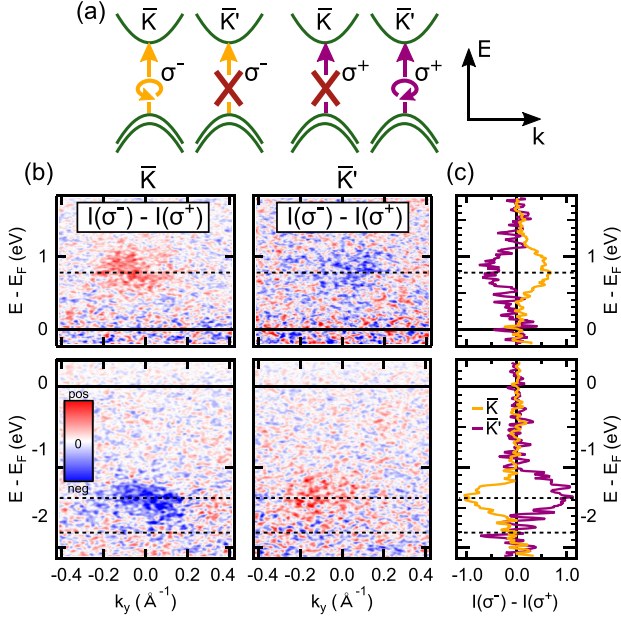 (a)
K̅ K̅' K̅ K̅'
σ⁻ σ⁻ σ⁺ σ⁺
E
k
(b) K̅ K̅' (c)
I(σ⁻) - I(σ⁺) I(σ⁻) - I(σ⁺)
E - E_F (eV)
1
0
1
0
E - E_F (eV)
E - E_F (eV)
0
-1
-2
pos
0
neg
K̅
K̅'
0
-1
-2
E - E_F (eV)
-0.4 -0.2 0.0 0.2 0.4
k_y (Å⁻¹)
-0.4 -0.2 0.0 0.2 0.4
k_y (Å⁻¹)
-1.0 0.0 1.0
I(σ⁻) - I(σ⁺)